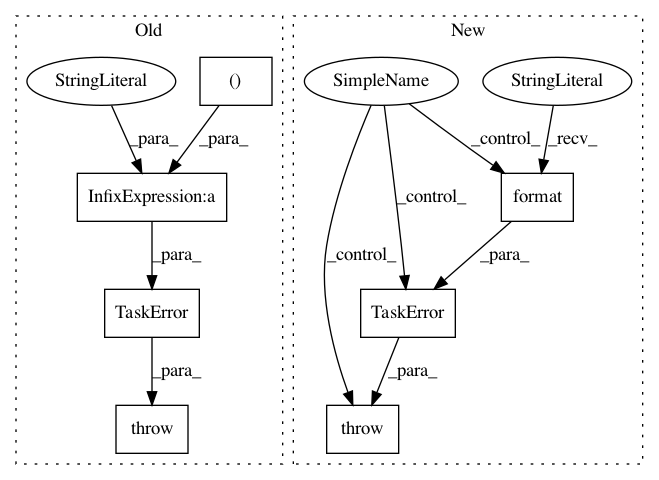 Old
New
StringLiteral
()
SimpleName
StringLiteral
_para_
_para_
_control_
_recv_
InfixExpression:a
format
_control_
_para_
_control_
_para_
TaskError
TaskError
_para_
_para_
throw
throw